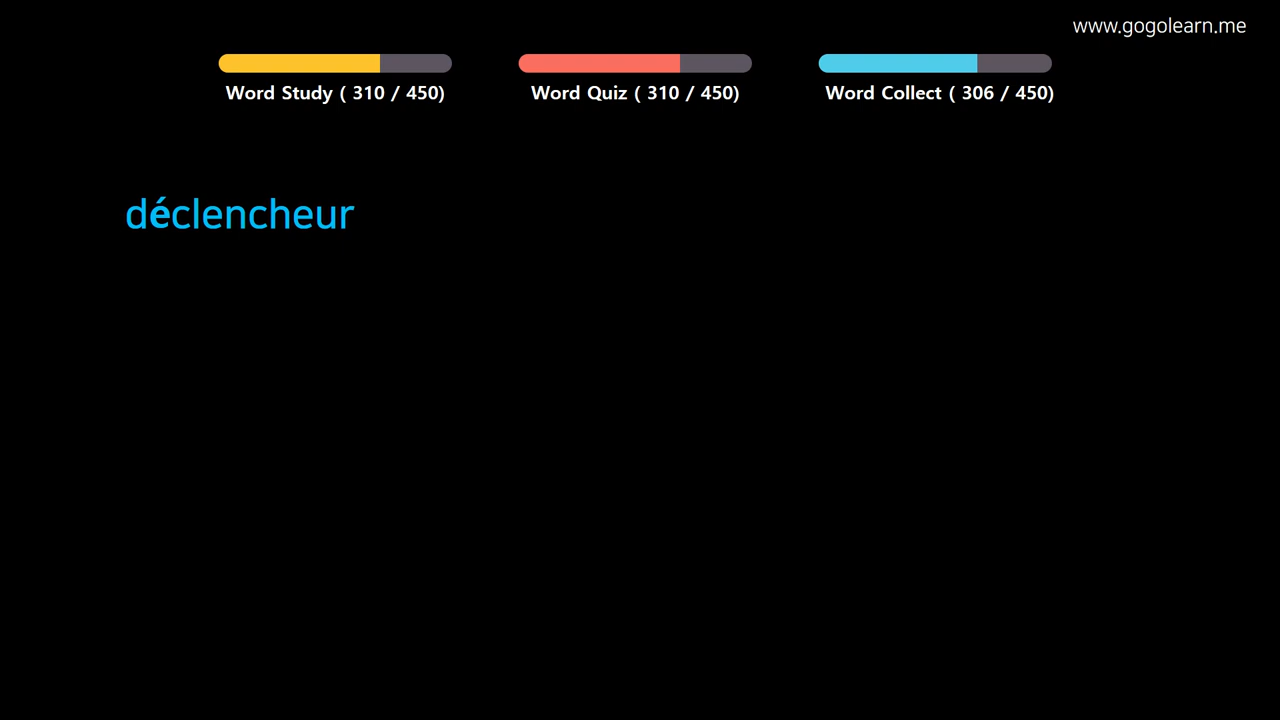 www.gogolearn.me
Word Study ( 310 / 450)
Word Quiz ( 310 / 450)
Word Collect ( 306 / 450)
déclencheur